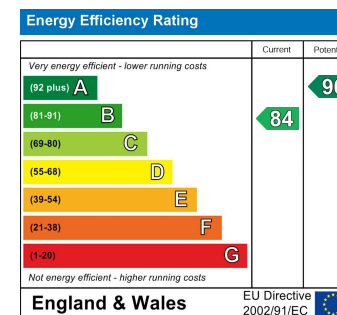 Energy Efficiency Rating
Current
Very energy efficient - lower running costs
(92 plus) A
(81-91) B
84
(69-80) C
(55-68) D
(39-54) E
(21-38) F
(1-20) G
Not energy efficient - higher running costs
England & Wales
EU Directive
2002/91/EC